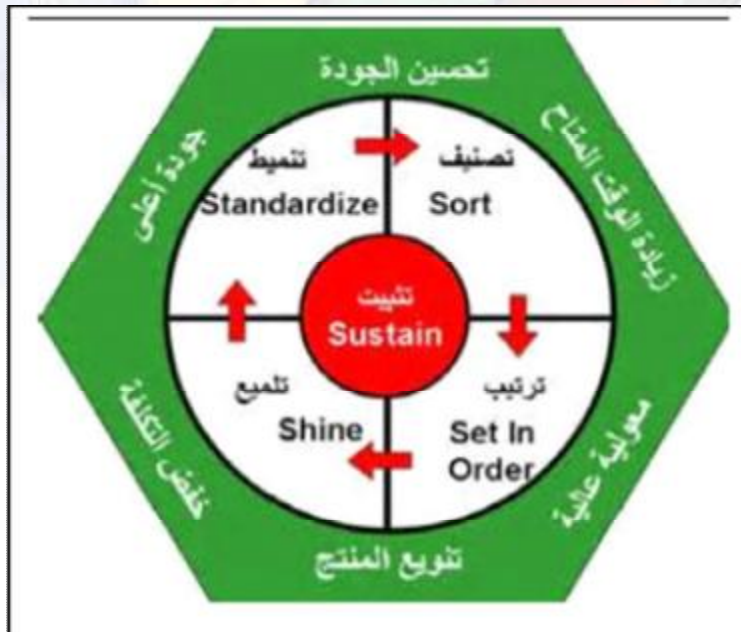 تحسين الجودة
زيادة الوقت المتاح
معولية عالية
تنويع المنتج
خفض التكلفة
جودة أعلى
تصنيف
Sort
ترتيب
Set In
Order
تلميع
Shine
تنميط
Standardize
تثبيت
Sustain